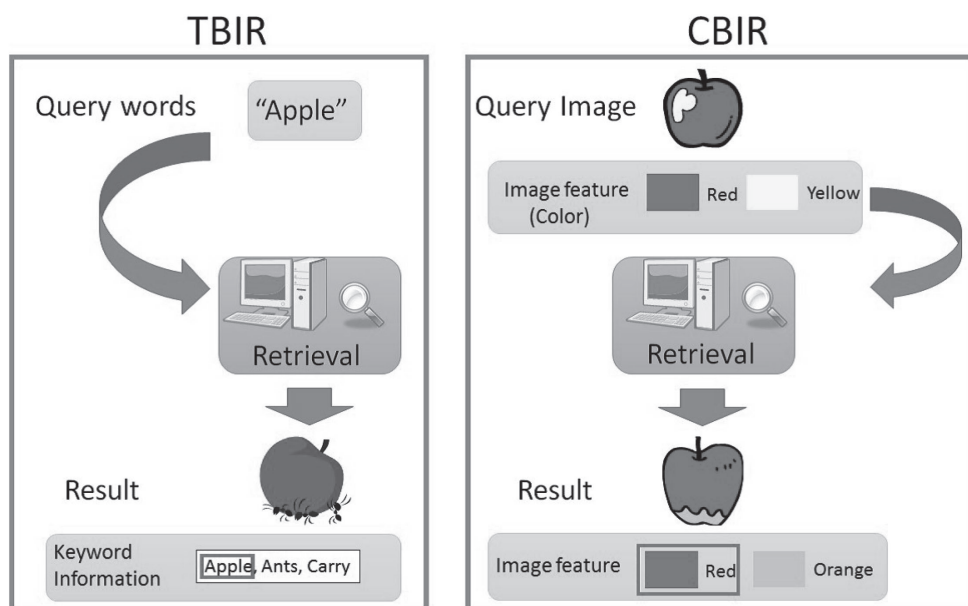 TBIR
Query words
“Apple”
Retrieval
Result
Keyword
Information
Apple, Ants, Carry
CBIR
Query Image
Image feature
(Color)
Red
Yellow
Retrieval
Result
Image feature
Red
Orange